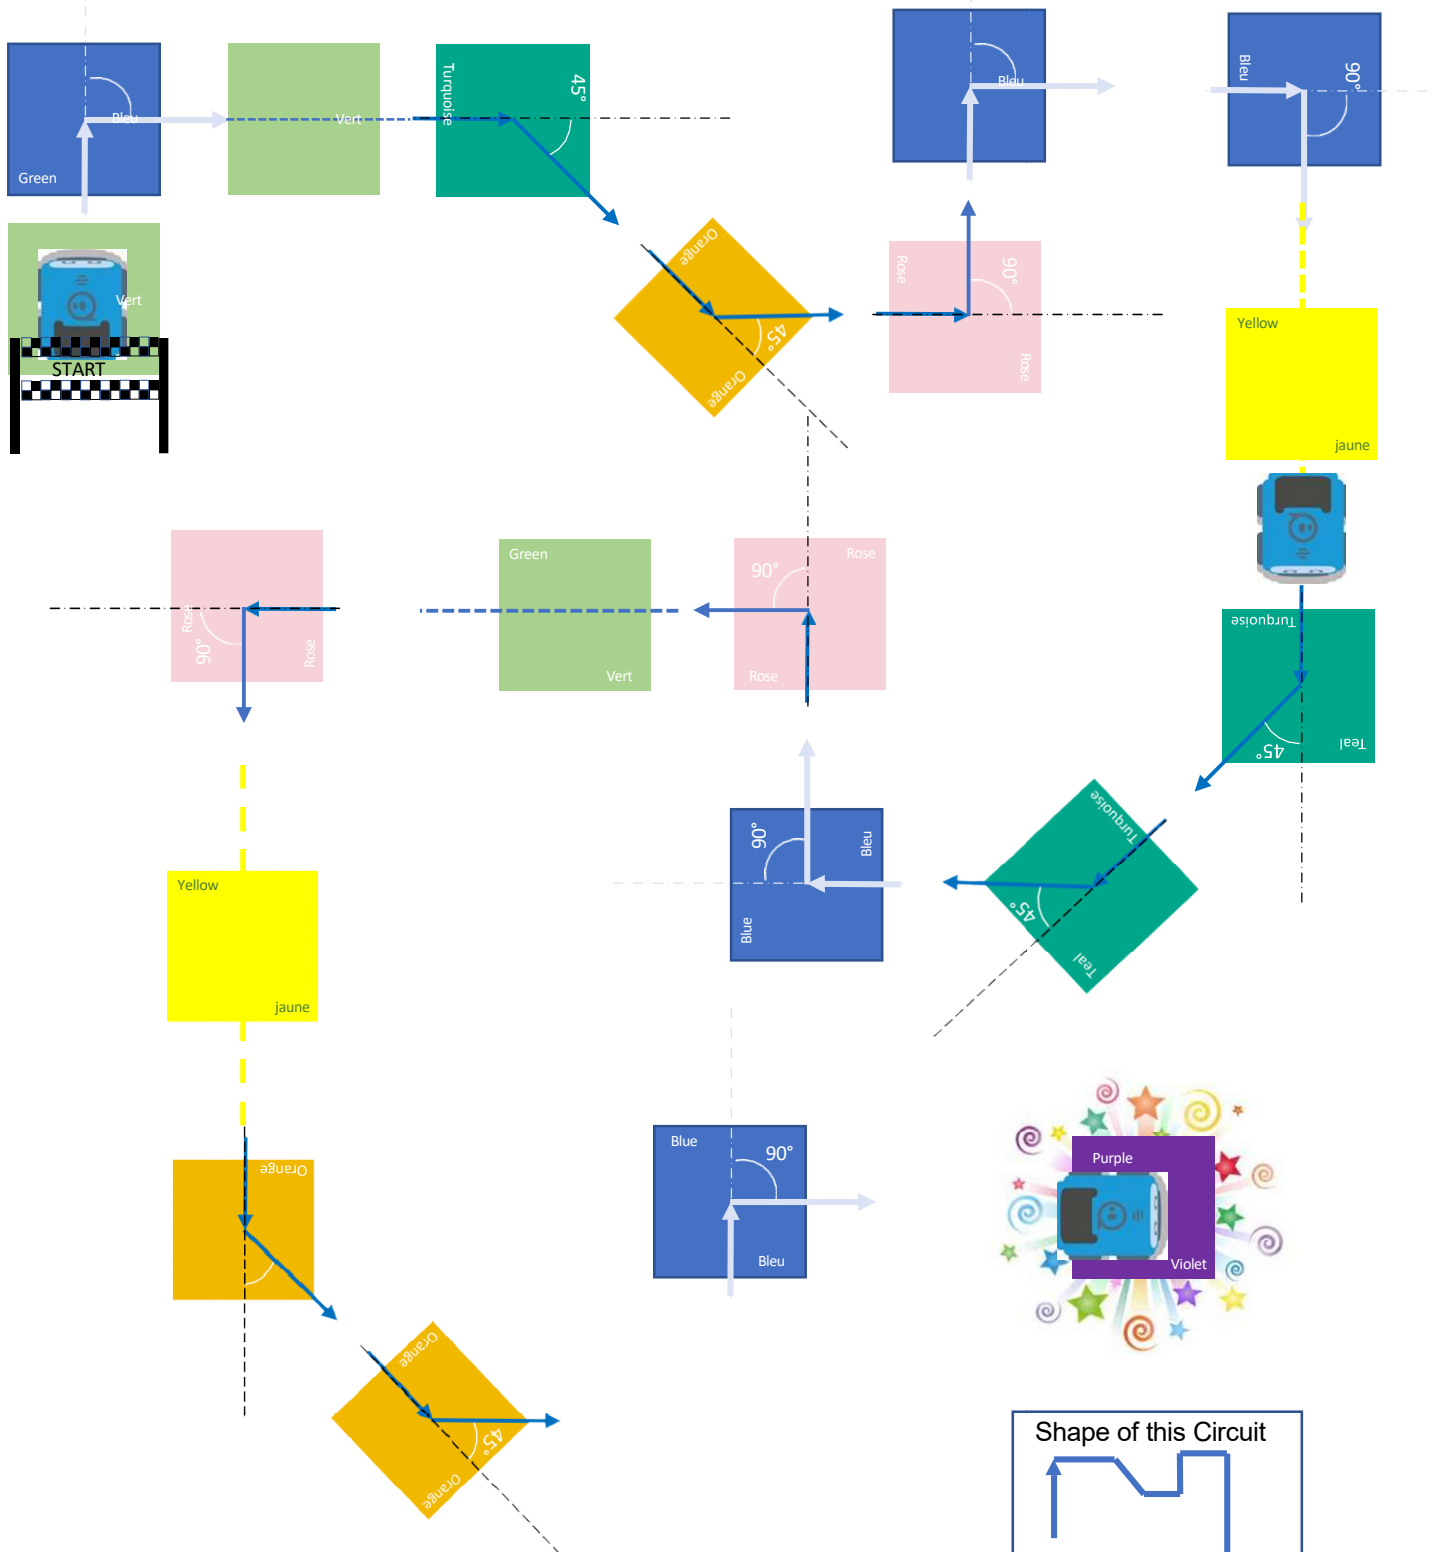 Bleu
Green
Vert
START
Vert
Turquoise
45°
Orange
45°
Orange
Rose
90°
Rose
Bleu
Bleu
90°
Yellow
jaune
Turquoise
45°
Teal
Turquoise
45°
Teal
90°
Bleu
Blue
90°
Rose
Rose
Green
Vert
Rose
90°
Rose
Yellow
jaune
Orange
Orange
45°
Orange
Blue
90°
Bleu
Purple
Violet
Shape of this Circuit